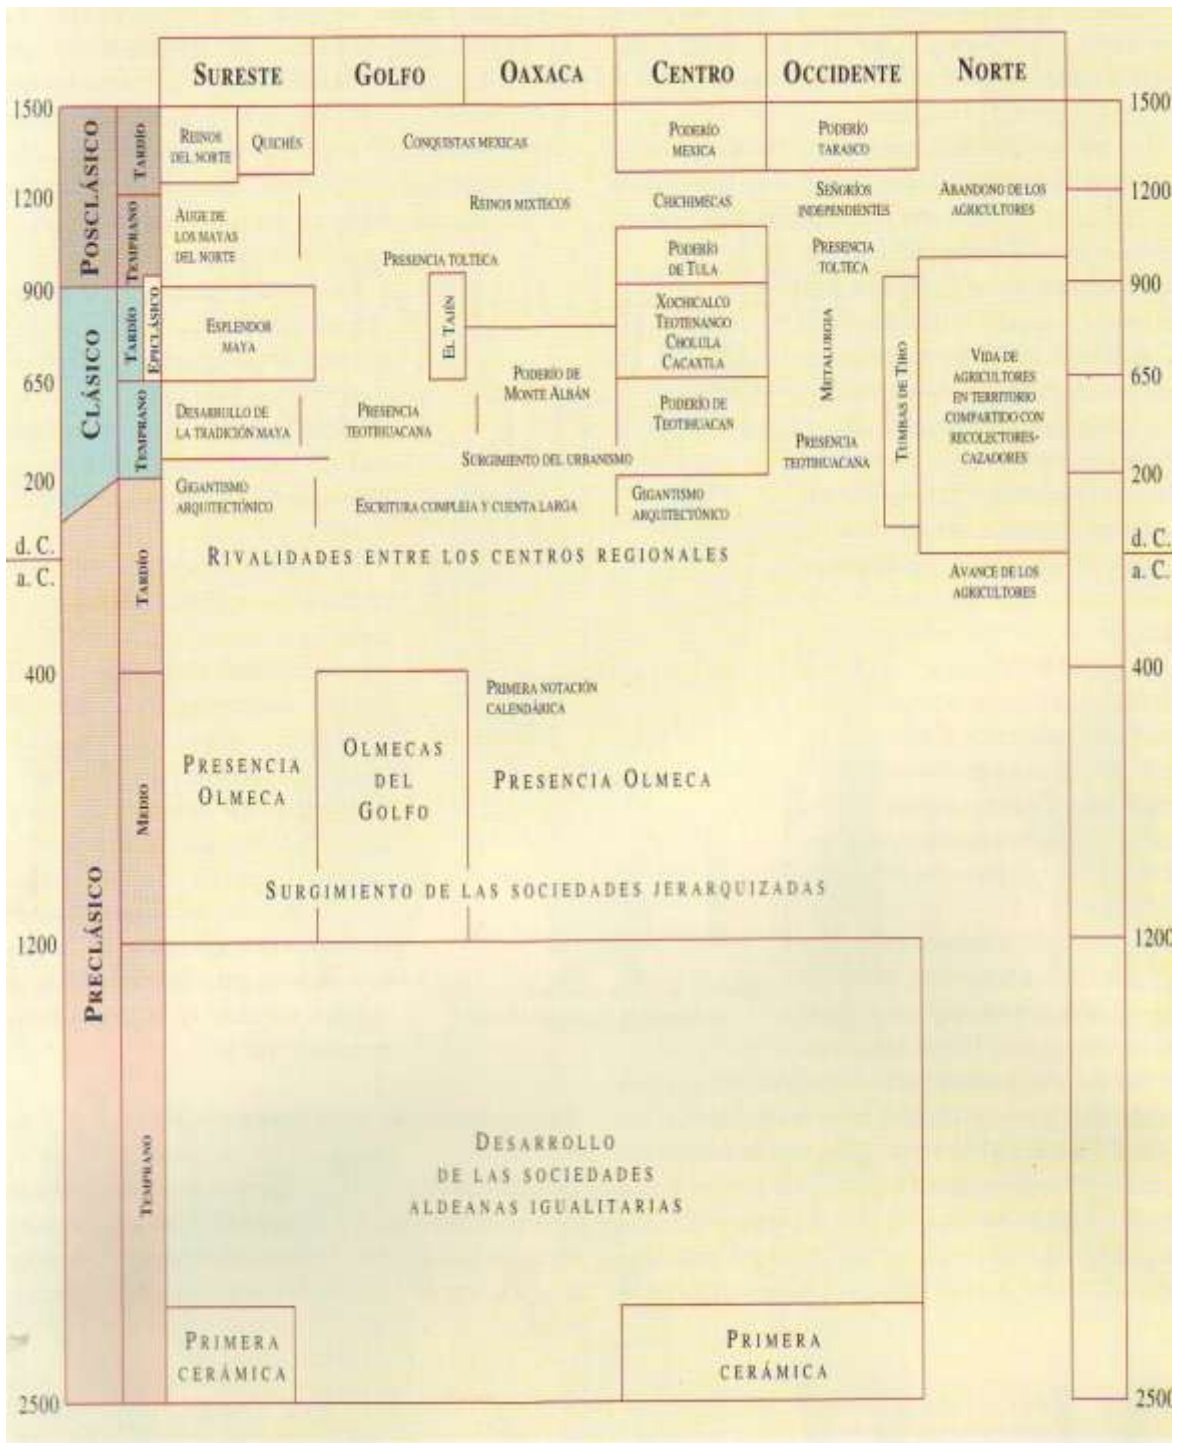 SURESTE
GOLFO
OAXACA
CENTRO
OCCIDENTE
NORTE
1500
1500
POSCLÁSICO
TARDÍO
REINOS
DEL NORTE
QUICHÉS
CONQUISTAS MEXICAS
PODERÍO
MEXICA
PODERÍO
TARASCO
1200
1200
TEMPRANO
AUGE DE
LOS MAYAS
DEL NORTE
REINOS MIXTECOS
CHICHIMECAS
SEÑORÍOS
INDEPENDIENTES
ABANDONO DE LOS
AGRICULTORES
PRESENCIA TOLTECA
PODERÍO
DE TULA
PRESENCIA
TOLTECA
900
900
CLÁSICO
TARDÍO
EPICLÁSICO
ESPLENDOR
MAYA
EL TAJÍN
XOCHICALCO
TEOTENANGO
CHOLULA
CACAXTLA
METALURGIA
TUMBAS DE TIRO
VIDA DE
AGRICULTORES
EN TERRITORIO
COMPARTIDO CON
RECOLECTORES-
CAZADORES
650
650
TEMPRANO
DESARROLLO DE
LA TRADICIÓN MAYA
PRESENCIA
TEOTIHUACANA
PODERÍO DE
MONTE ALBÁN
PODERÍO DE
TEOTIHUACAN
PRESENCIA
TEOTIHUACANA
SURGIMIENTO DEL URBANISMO
200
200
GIGANTISMO
ARQUITECTÓNICO
ESCRITURA COMPLEJA Y CUENTA LARGA
GIGANTISMO
ARQUITECTÓNICO
d. C.
a. C.
d. C.
a. C.
PRECLÁSICO
TARDÍO
RIVALIDADES ENTRE LOS CENTROS REGIONALES
AVANCE DE LOS
AGRICULTORES
400
400
MEDIO
PRIMERA NOTACIÓN
CALENDÁRICA
PRESENCIA
OLMECA
OLMECAS
DEL
GOLFO
PRESENCIA OLMECA
SURGIMIENTO DE LAS SOCIEDADES JERARQUIZADAS
1200
1200
TEMPRANO
DESARROLLO
DE LAS SOCIEDADES
ALDEANAS IGUALITARIAS
PRIMERA
CERÁMICA
PRIMERA
CERÁMICA
2500
2500